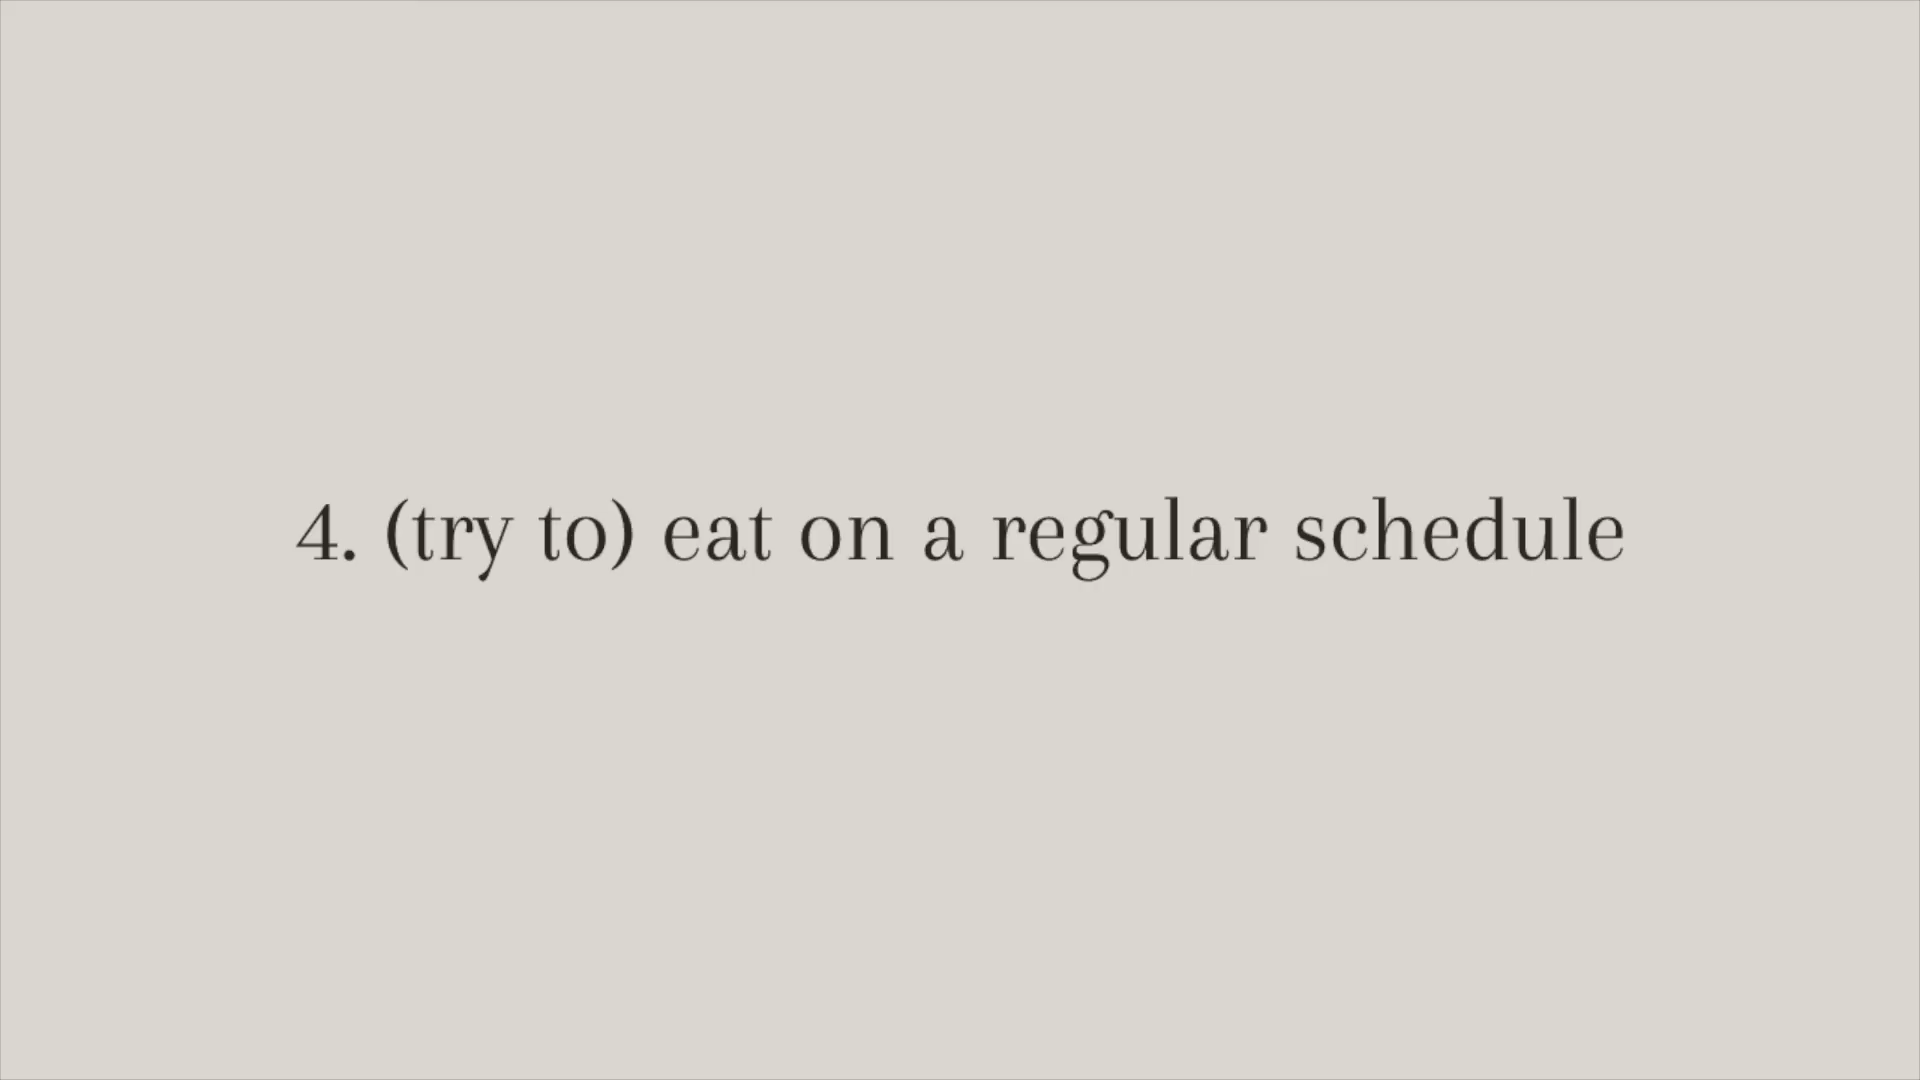 4. (try to) eat on a regular schedule